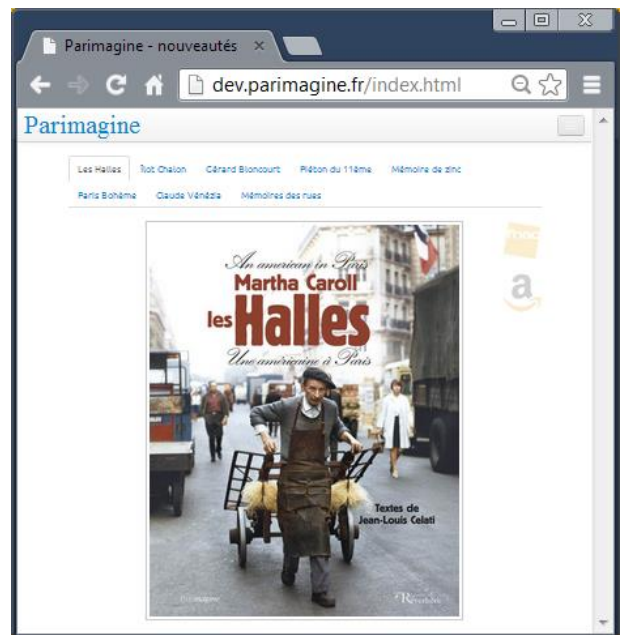 Parimagine - nouveautés
dev.parimagine.fr/index.html
Parimagine
Les Halles Îlot Chalon Gérard Bloncourt Piéton du 11ème Mémoire de zinc
Paris Bohème Claude Vénézia Mémoires des rues
fnac
a
An american in Paris
Martha Caroll
les Halles
Une américaine à Paris
Textes de
Jean-Louis Celati
Parimagine